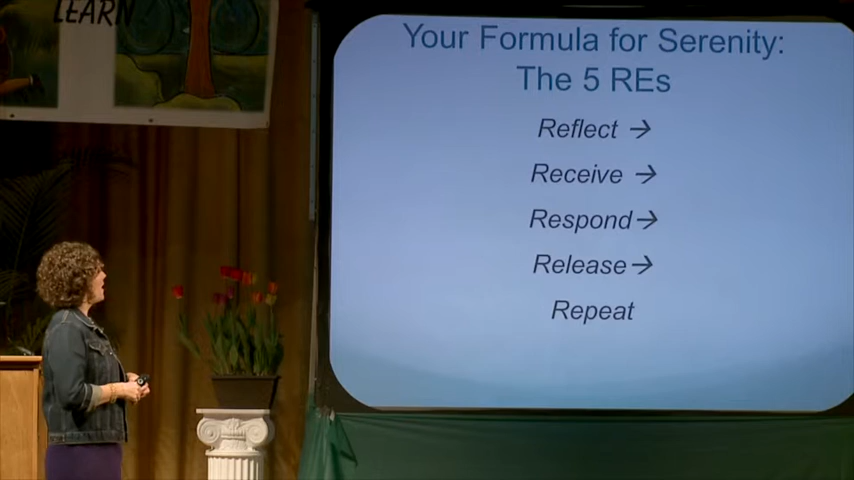 LEARN
Your Formula for Serenity:
The 5 REs
Reflect →
Receive →
Respond →
Release →
Repeat